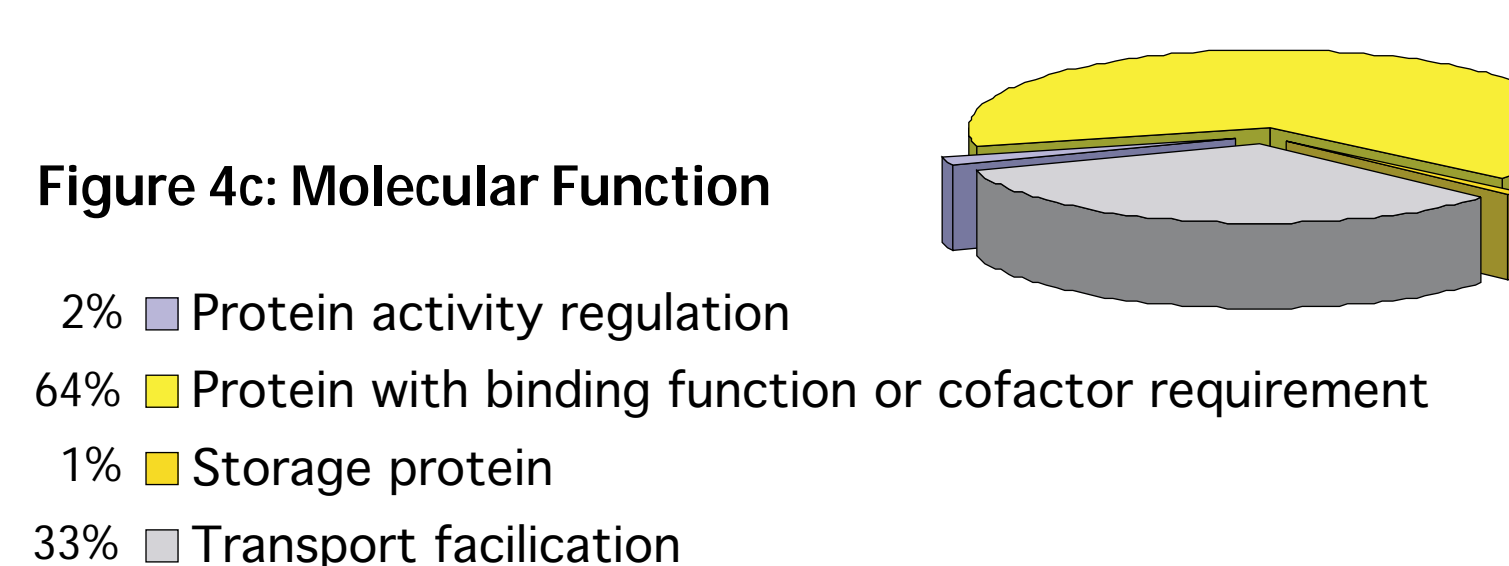 Figure 4c: Molecular Function
2% Protein activity regulation
64% Protein with binding function or cofactor requirement
1% Storage protein
33% Transport facilication